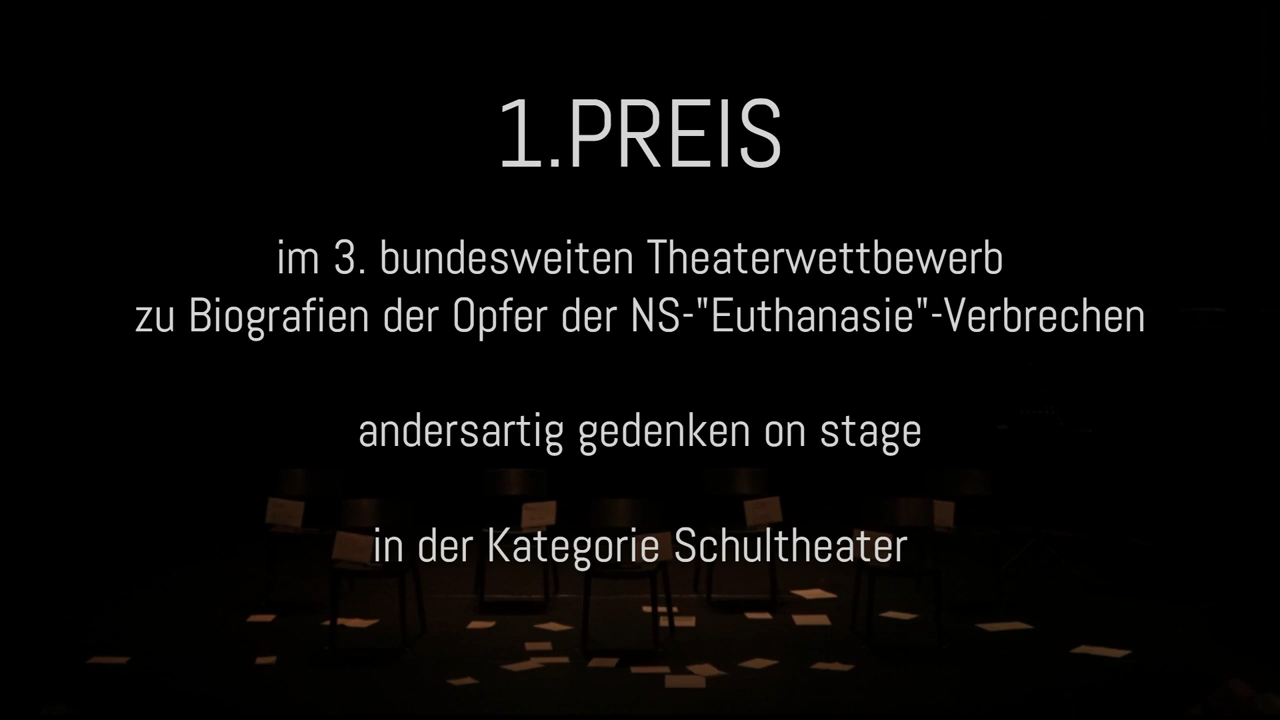 1.PREIS
im 3. bundesweiten Theaterwettbewerb
zu Biografien der Opfer der NS-"Euthanasie"-Verbrechen
andersartig gedenken on stage
in der Kategorie Schultheater